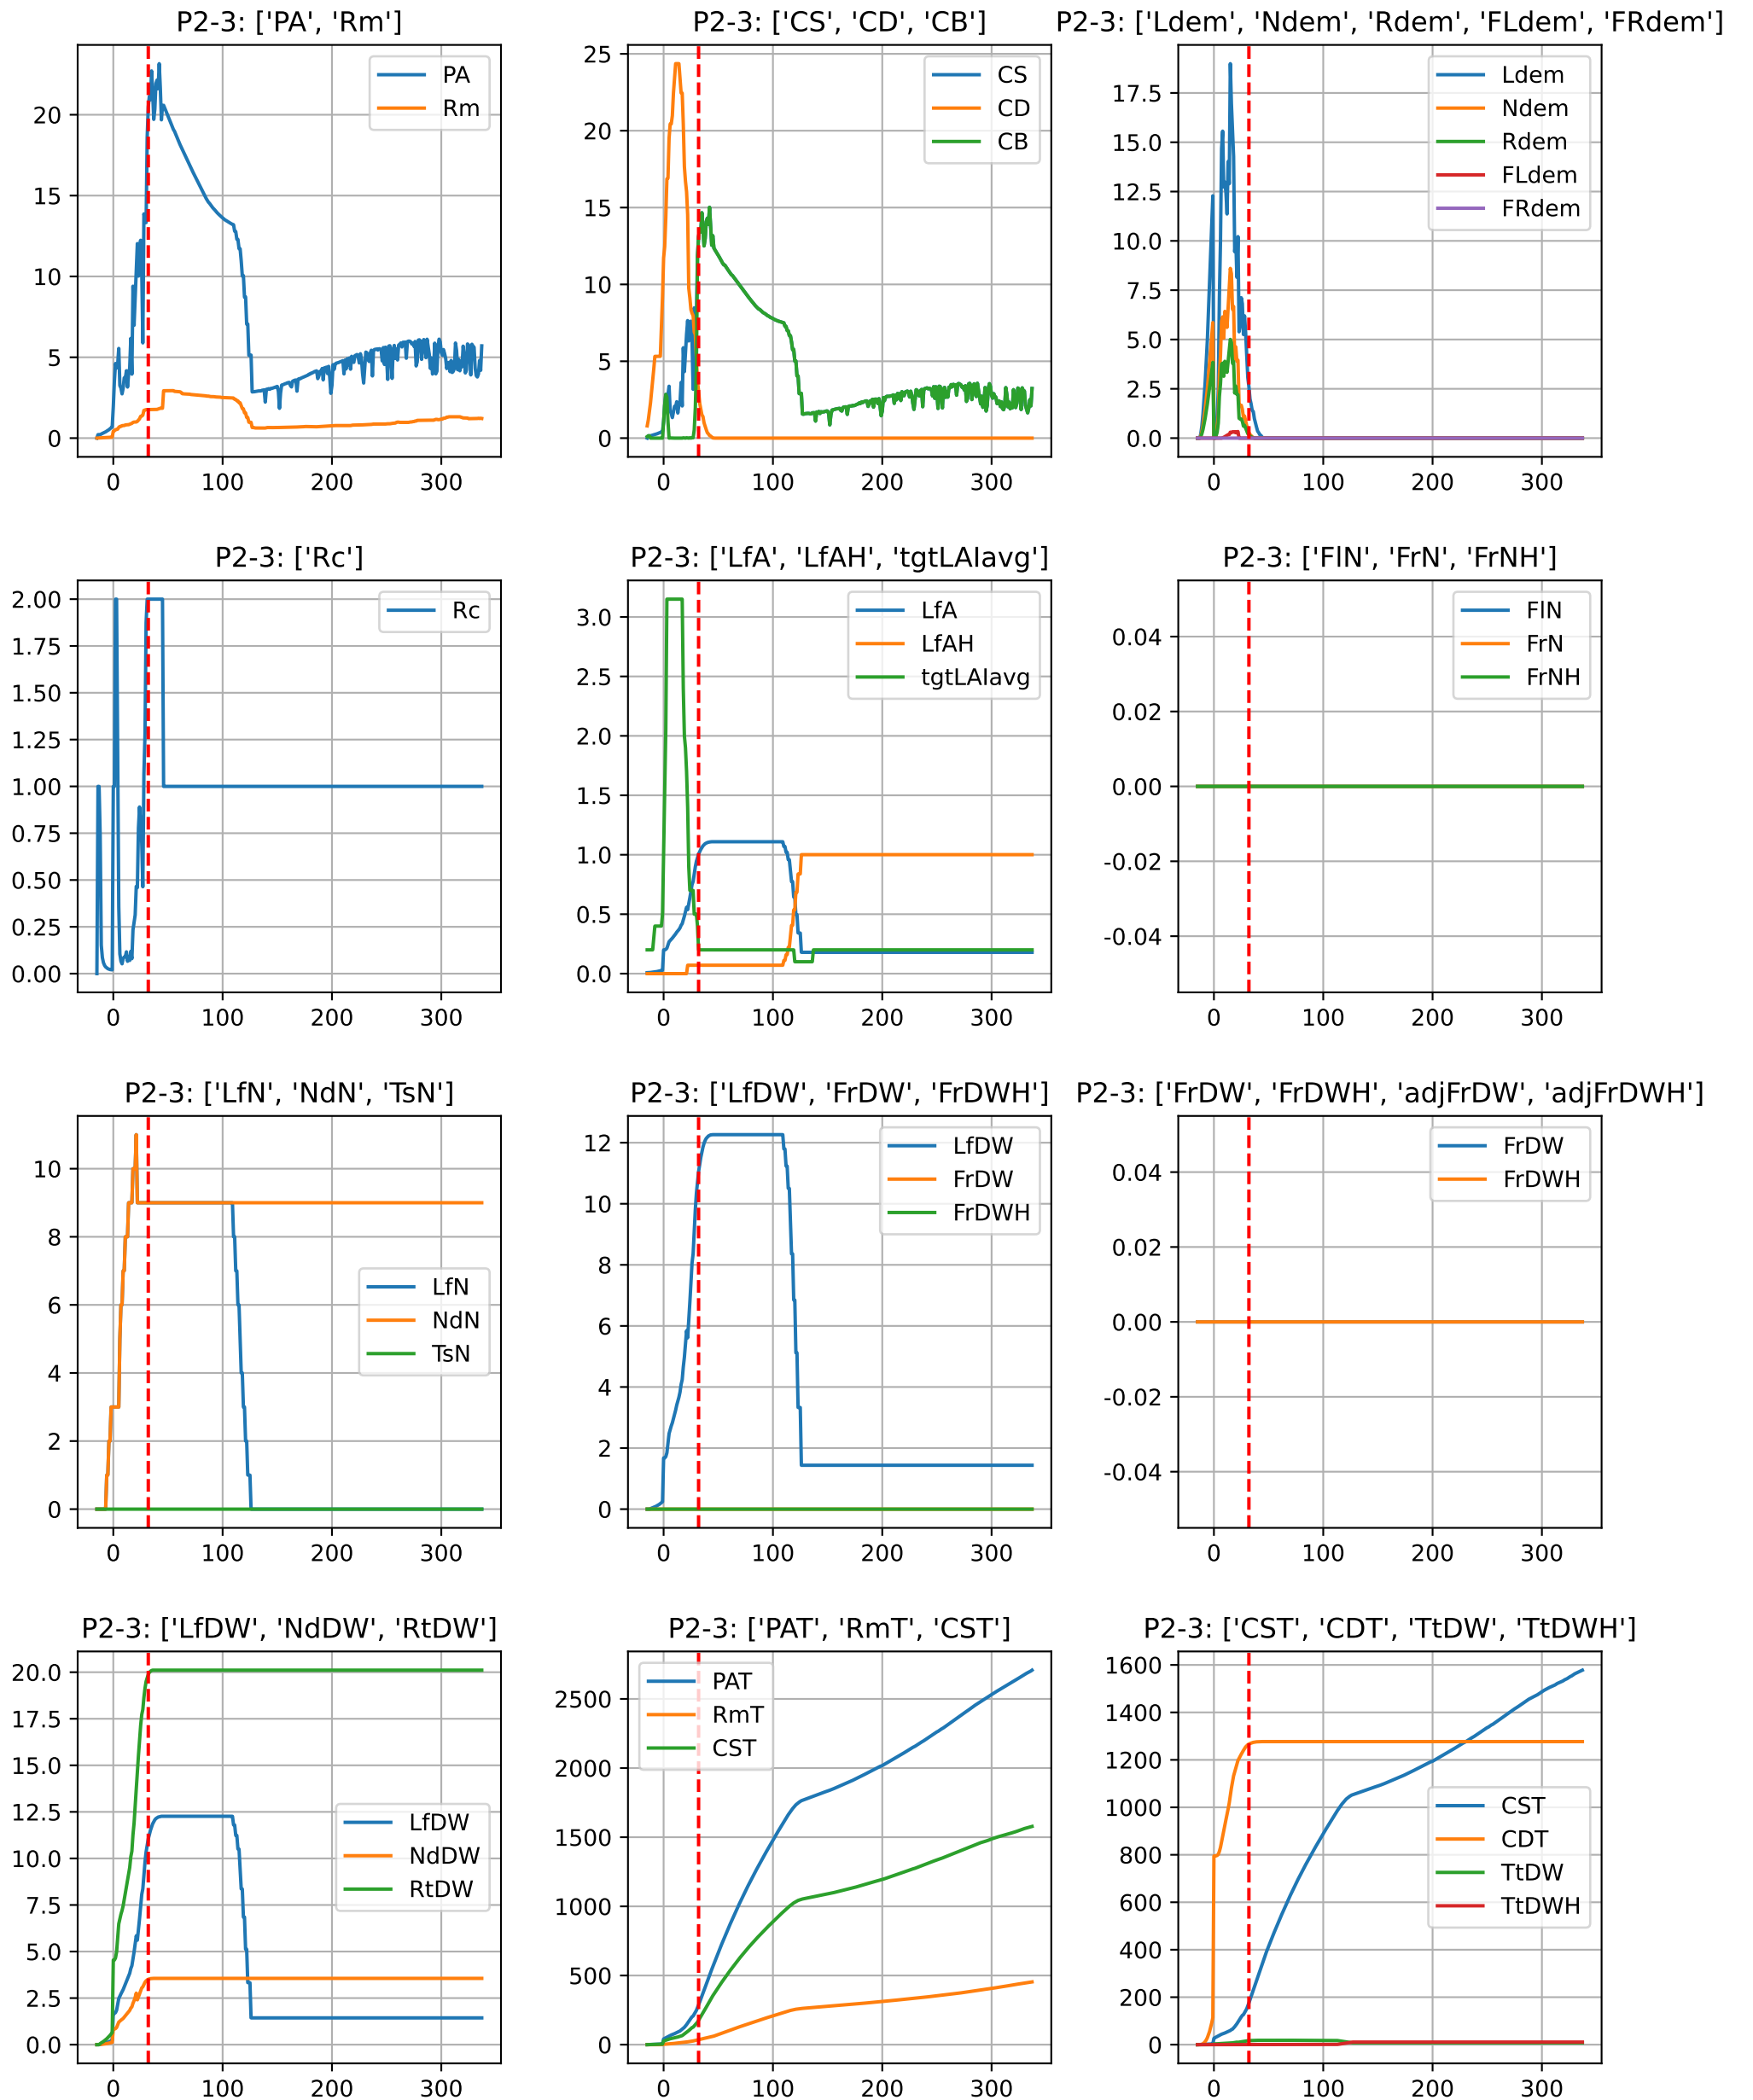 P2-3: ['PA', 'Rm']
20
15
10
5
0
0 100 200 300
PA
Rm
P2-3: ['CS', 'CD', 'CB']
25
20
15
10
5
0
0 100 200 300
CS
CD
CB
P2-3: ['Ldem', 'Ndem', 'Rdem', 'FLdem', 'FRdem']
17.5
15.0
12.5
10.0
7.5
5.0
2.5
0.0
0 100 200 300
Ldem
Ndem
Rdem
FLdem
FRdem
P2-3: ['Rc']
2.00
1.75
1.50
1.25
1.00
0.75
0.50
0.25
0.00
0 100 200 300
Rc
P2-3: ['LfA', 'LfAH', 'tgtLAIavg']
3.0
2.5
2.0
1.5
1.0
0.5
0.0
0 100 200 300
LfA
LfAH
tgtLAIavg
P2-3: ['FlN', 'FrN', 'FrNH']
0.04
0.02
0.00
-0.02
-0.04
0 100 200 300
FlN
FrN
FrNH
P2-3: ['LfN', 'NdN', 'TsN']
10
8
6
4
2
0
0 100 200 300
LfN
NdN
TsN
P2-3: ['LfDW', 'FrDW', 'FrDWH']
12
10
8
6
4
2
0
0 100 200 300
LfDW
FrDW
FrDWH
P2-3: ['FrDW', 'FrDWH', 'adjFrDW', 'adjFrDWH']
0.04
0.02
0.00
-0.02
-0.04
0 100 200 300
FrDW
FrDWH
P2-3: ['LfDW', 'NdDW', 'RtDW']
20.0
17.5
15.0
12.5
10.0
7.5
5.0
2.5
0.0
0 100 200 300
LfDW
NdDW
RtDW
P2-3: ['PAT', 'RmT', 'CST']
2500
2000
1500
1000
500
0
0 100 200 300
PAT
RmT
CST
P2-3: ['CST', 'CDT', 'TtDW', 'TtDWH']
1600
1400
1200
1000
800
600
400
200
0
0 100 200 300
CST
CDT
TtDW
TtDWH